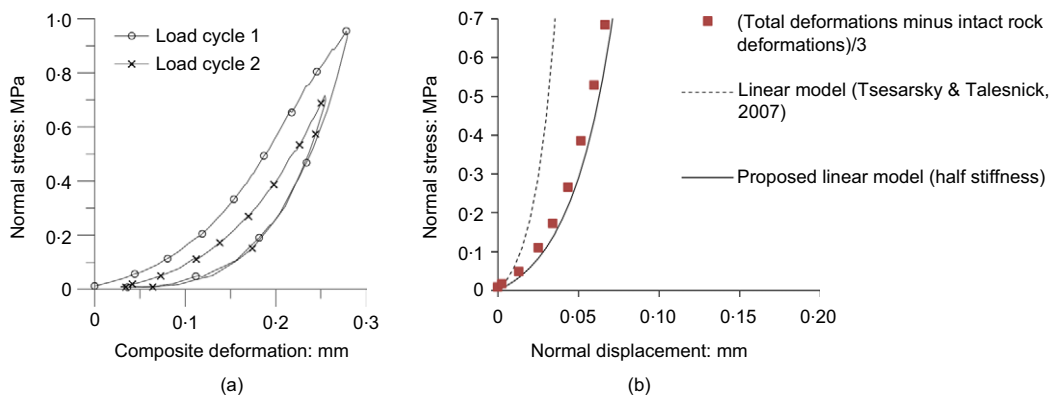 1·0
0·8
0·6
0·4
0·2
0
Normal stress: MPa
Load cycle 1
Load cycle 2
0
0·1
0·2
0·3
Composite deformation: mm
(a)
0·7
0·6
0·5
0·4
0·3
0·2
0·1
0
Normal stress: MPa
0
0·05
0·10
0·15
0·20
Normal displacement: mm
(b)
(Total deformations minus intact rock
deformations)/3
Linear model (Tsesarsky & Talesnick,
2007)
Proposed linear model (half stiffness)